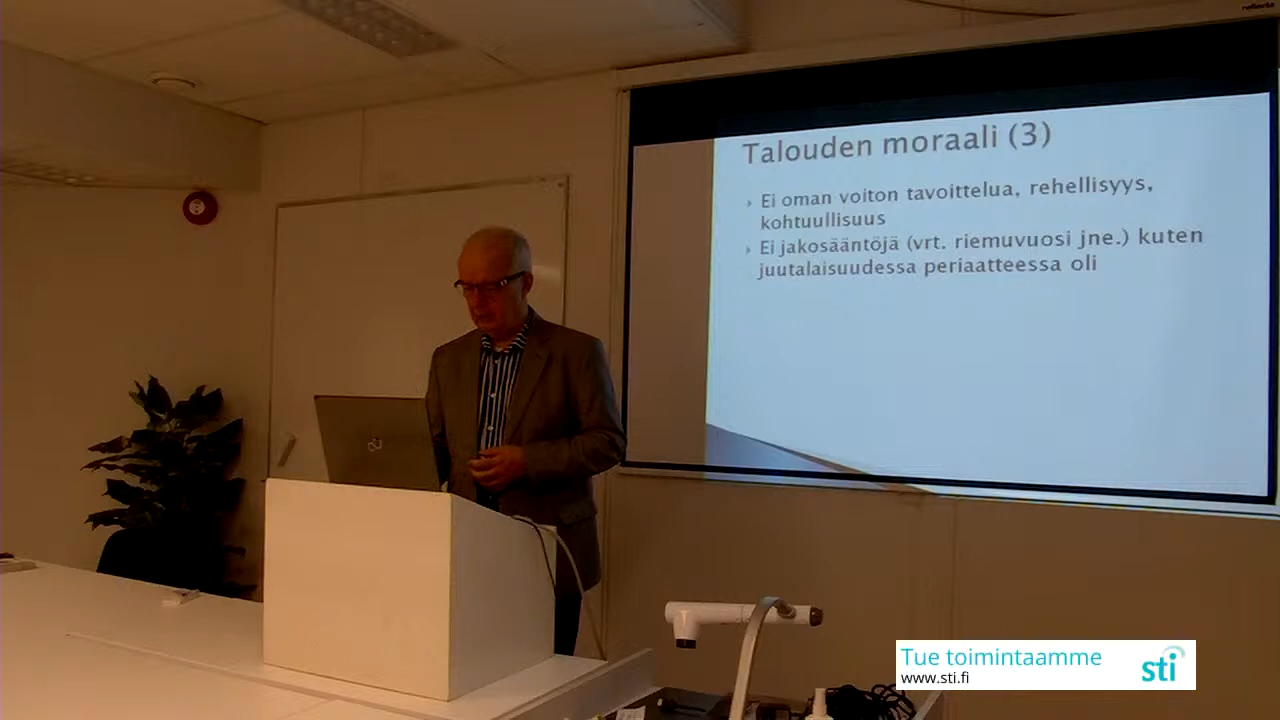 reflecta
Talouden moraali (3)
Ei oman voiton tavoittelua, rehellisyys,
kohtuullisuus
Ei jakosääntöjä (vrt. riemuvuosi jne.) kuten
juutalaisuudessa periaatteessa oli
Tue toimintaamme
www.sti.fi
sti